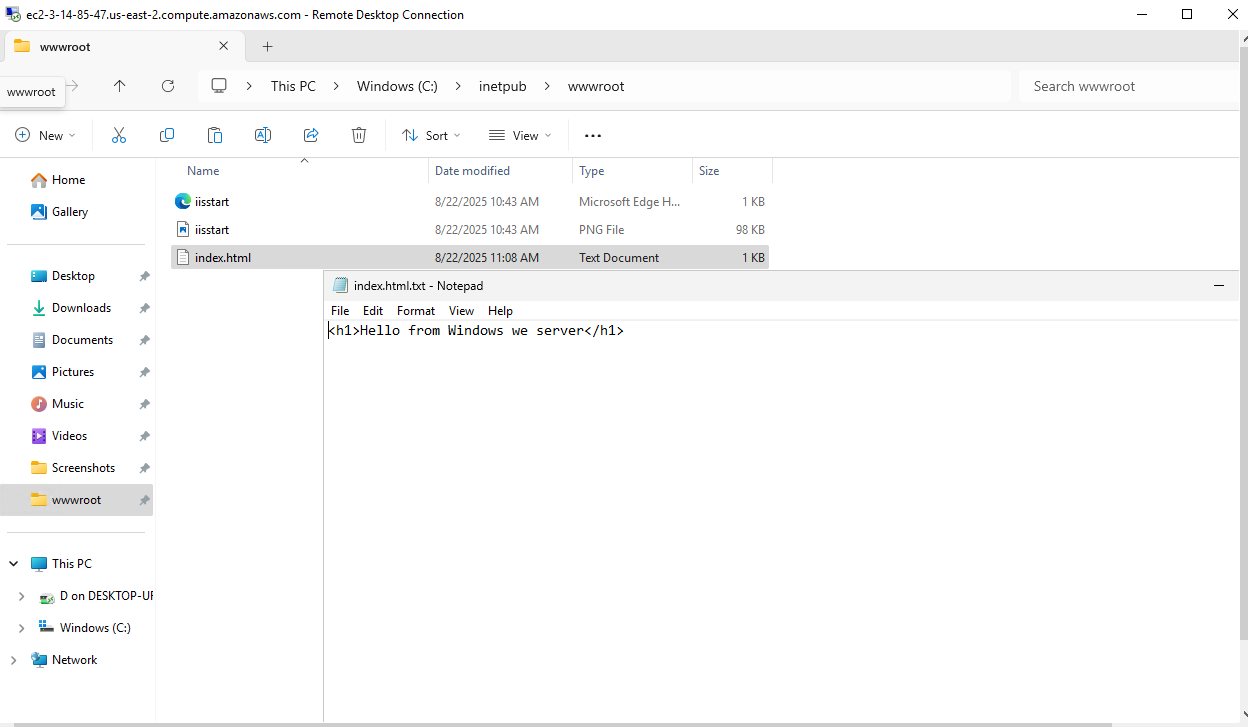 ec2-3-14-85-47.us-east-2.compute.amazonaws.com - Remote Desktop Connection
wwwroot
wwwroot
This PC > Windows (C:) > inetpub > wwwroot
Search wwwroot
New
Sort
View
Name
Date modified
Type
Size
Home
Gallery
Desktop
Downloads
Documents
Pictures
Music
Videos
Screenshots
wwwroot
This PC
D on DESKTOP-UF
Windows (C:)
Network
iisstart 8/22/2025 10:43 AM Microsoft Edge H... 1 KB
iisstart 8/22/2025 10:43 AM PNG File 98 KB
index.html 8/22/2025 11:08 AM Text Document 1 KB
index.html.txt - Notepad
File Edit Format View Help
<h1>Hello from Windows we server</h1>